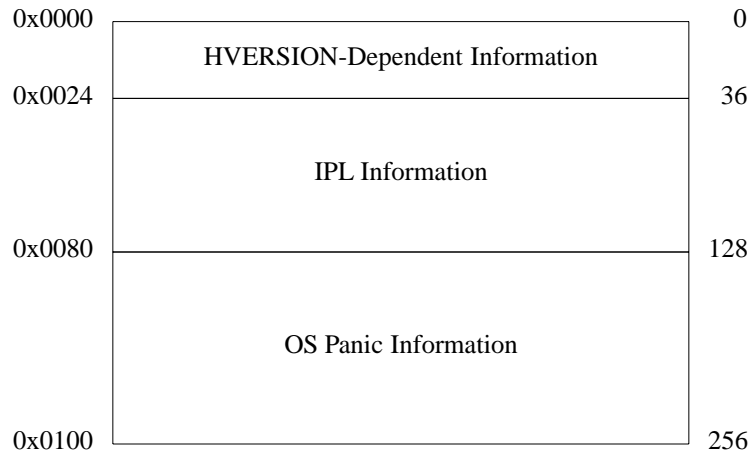 0x0000 0
HVERSION-Dependent Information
0x0024 36
IPL Information
0x0080 128
OS Panic Information
0x0100 256